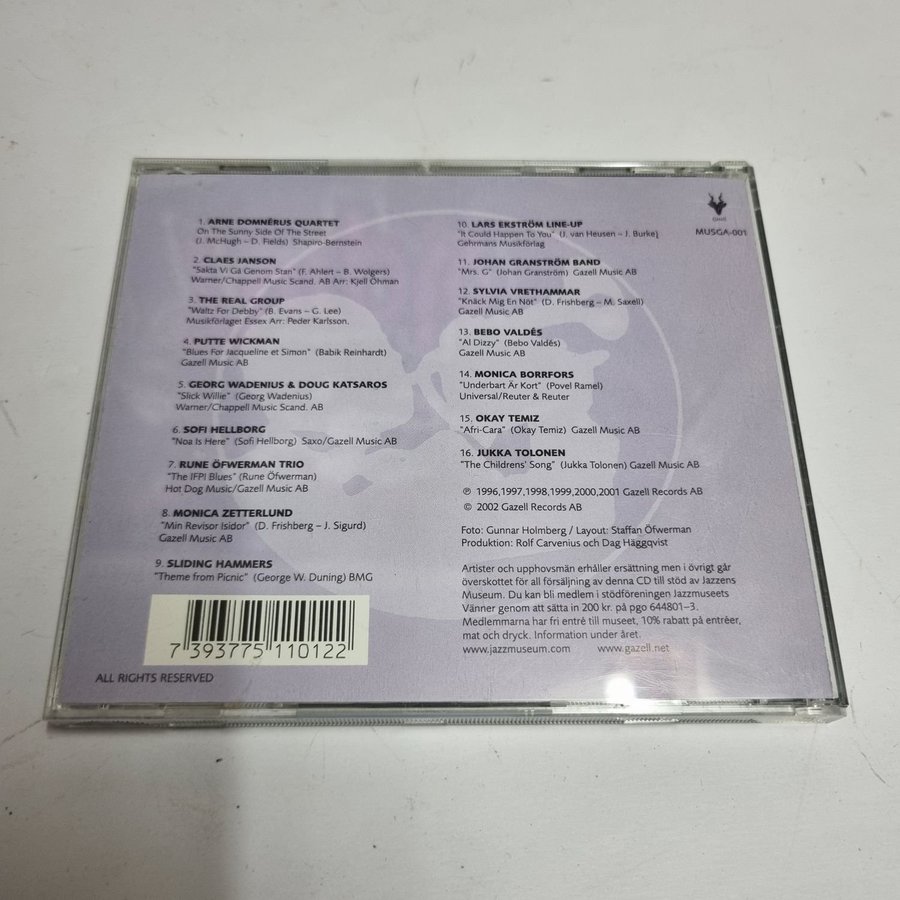 1. ARNE DOMNÉRUS QUARTET
On The Sunny Side Of The Street
(J. McHugh – D. Fields) Shapiro-Bernstein
2. CLAES JANSON
"Sakta Vi Gå Genom Stan" (F. Ahlert – B. Wolgers)
Warner/Chappell Music Scand. AB Arr: Kjell Öhman
3. THE REAL GROUP
"Waltz For Debby" (B. Evans – G. Lee)
Musikförlaget Essex Arr: Peder Karlsson.
4. PUTTE WICKMAN
"Blues For Jacqueline et Simon" (Babik Reinhardt)
Gazell Music AB
5. GEORG WADENIUS & DOUG KATSAROS
"Slick Willie" (Georg Wadenius)
Warner/Chappell Music Scand. AB
6. SOFI HELLBORG
"Noa Is Here" (Sofi Hellborg) Saxo/Gazell Music AB
7. RUNE ÖFWERMAN TRIO
"The IFPI Blues" (Rune Öfwerman)
Hot Dog Music/Gazell Music AB
8. MONICA ZETTERLUND
"Min Revisor Isidor" (D. Frishberg – J. Sigurd)
Gazell Music AB
9. SLIDING HAMMERS
"Theme from Picnic" (George W. Duning) BMG
7 393775 110122
ALL RIGHTS RESERVED
10. LARS EKSTRÖM LINE-UP
"It Could Happen To You" (J. van Heusen – J. Burke)
Gehrmans Musikförlag
11. JOHAN GRANSTRÖM BAND
"Mrs. G" (Johan Granström) Gazell Music AB
12. SYLVIA VRETHAMMAR
"Knäck Mig En Nöt" (D. Frishberg – M. Saxell)
Gazell Music AB
13. BEBO VALDÉS
"Al Dizzy" (Bebo Valdés)
Gazell Music AB
14. MONICA BORRFORS
"Underbart Är Kort" (Povel Ramel)
Universal/Reuter & Reuter
15. OKAY TEMIZ
"Afri-Cara" (Okay Temiz) Gazell Music AB
16. JUKKA TOLONEN
"The Childrens' Song" (Jukka Tolonen) Gazell Music AB
℗ 1996,1997,1998,1999,2000,2001 Gazell Records AB
© 2002 Gazell Records AB
Foto: Gunnar Holmberg / Layout: Staffan Öfwerman
Produktion: Rolf Carvenius och Dag Häggqvist
Artister och upphovsmän erhåller ersättning men i övrigt går
överskottet för all försäljning av denna CD till stöd av Jazzens
Museum. Du kan bli medlem i stödföreningen Jazzmuseets
Vänner genom att sätta in 200 kr. på pgo 644801–3.
Medlemmarna har fri entré till museet, 10% rabatt på entréer,
mat och dryck. Information under året.
www.jazzmuseum.com www.gazell.net
MUSGA-001